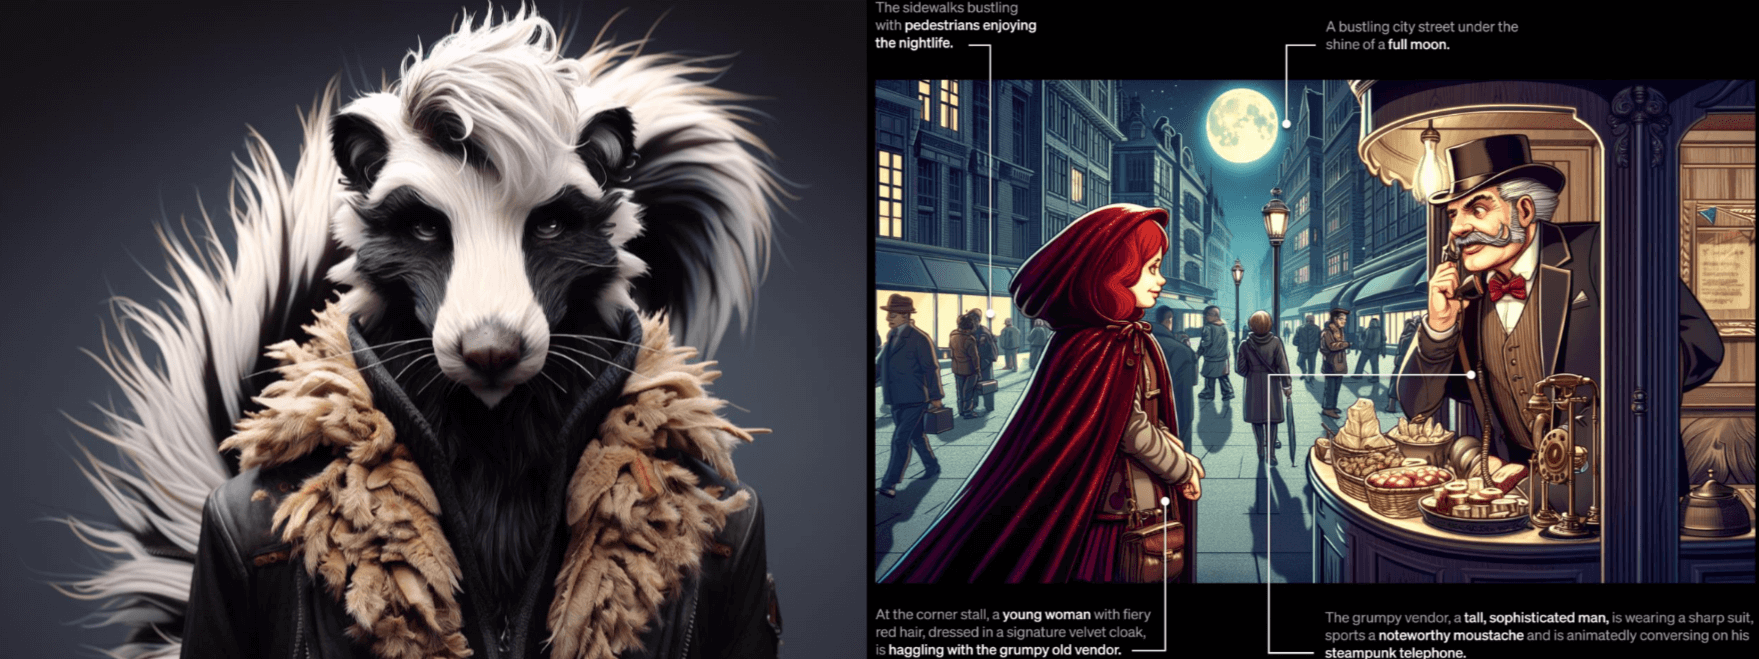 The sidewalks bustling
with pedestrians enjoying
the nightlife.
A bustling city street under the
shine of a full moon.
At the corner stall, a young woman with fiery
red hair, dressed in a signature velvet cloak,
is haggling with the grumpy old vendor.
The grumpy vendor, a tall, sophisticated man, is wearing a sharp suit,
sports a noteworthy moustache and is animatedly conversing on his
steampunk telephone.